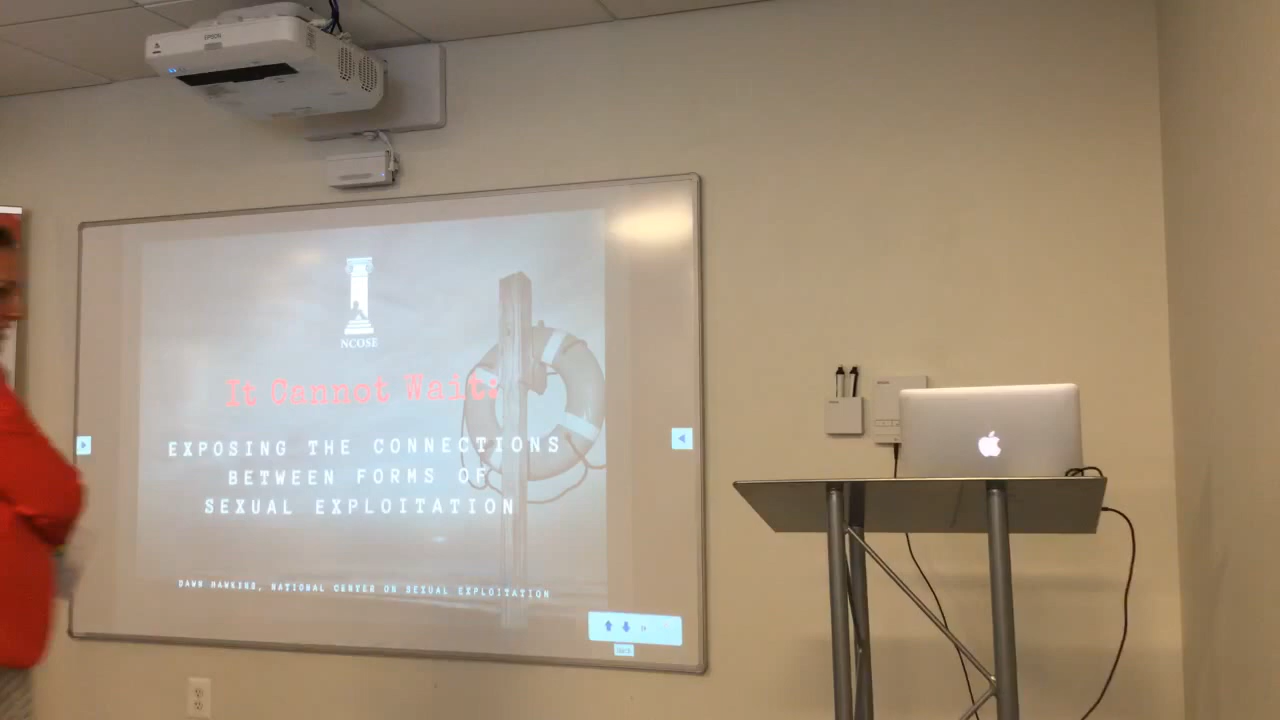 EPSON
NCOSE
It Cannot Wait:
EXPOSING THE CONNECTIONS
BETWEEN FORMS OF
SEXUAL EXPLOITATION
DAWN HAWKINS, NATIONAL CENTER ON SEXUAL EXPLOITATION